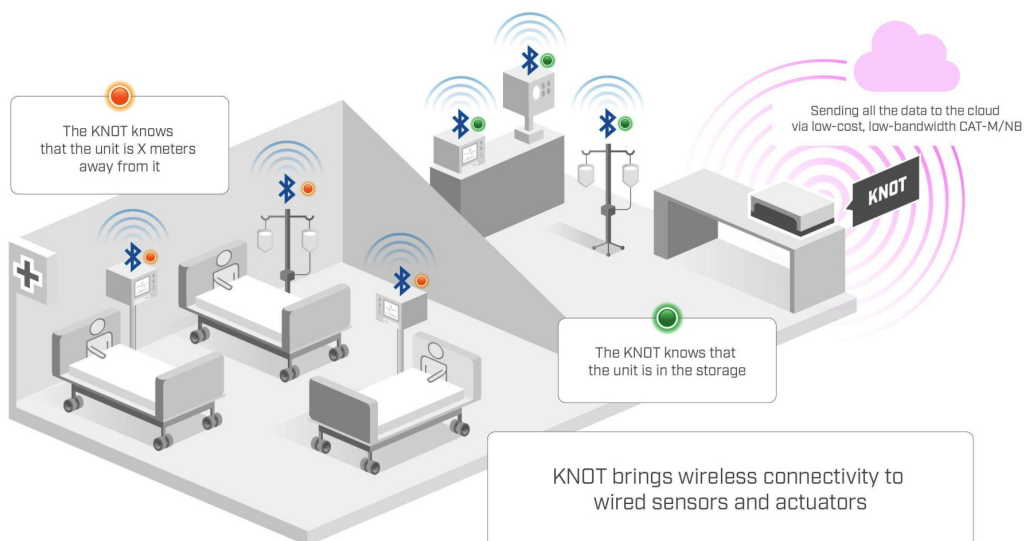 The KNOT knows
that the unit is X meters
away from it
Sending all the data to the cloud
via low-cost, low-bandwidth CAT-M/NB
KNOT
The KNOT knows that
the unit is in the storage
KNOT brings wireless connectivity to
wired sensors and actuators